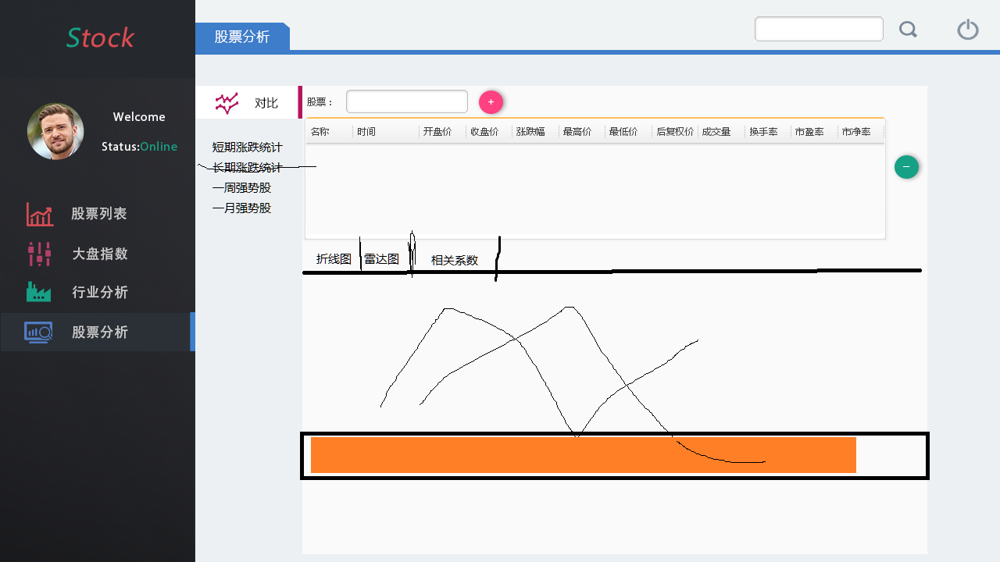 Stock
股票分析
Welcome
Status:Online
股票列表
大盘指数
行业分析
股票分析
对比
短期涨跌统计
长期涨跌统计
一周强势股
一月强势股
股票：
+
名称 时间 开盘价 收盘价 涨跌幅 最高价 最低价 后复权价 成交量 换手率 市盈率 市净率
折线图 雷达图 相关系数